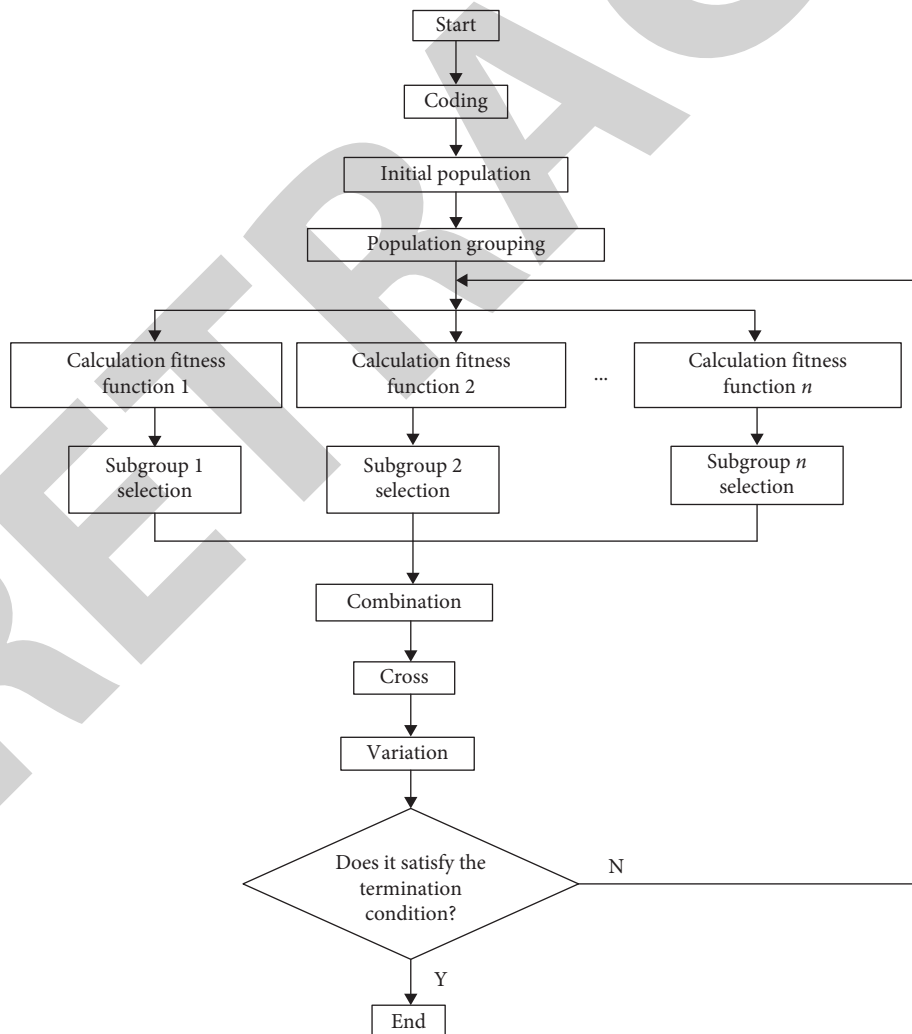 Start
Coding
Initial population
Population grouping
Calculation fitness
function 1
Calculation fitness
function 2
...
Calculation fitness
function n
Subgroup 1
selection
Subgroup 2
selection
Subgroup n
selection
Combination
Cross
Variation
Does it satisfy the
termination
condition?
N
Y
End
RETRAC